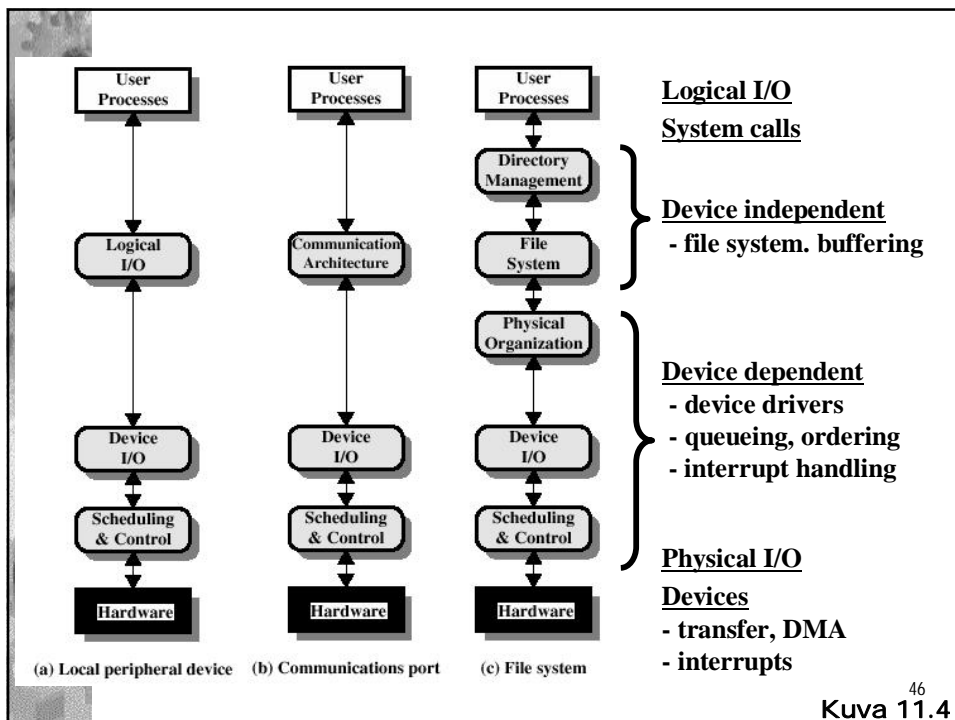 User
Processes
Logical
I/O
Device
I/O
Scheduling
& Control
Hardware
(a) Local peripheral device
User
Processes
Communication
Architecture
Device
I/O
Scheduling
& Control
Hardware
(b) Communications port
User
Processes
Directory
Management
File
System
Physical
Organization
Device
I/O
Scheduling
& Control
Hardware
(c) File system
Logical I/O
System calls
Device independent
- file system. buffering
Device dependent
- device drivers
- queueing, ordering
- interrupt handling
Physical I/O
Devices
- transfer, DMA
- interrupts
46
Kuva 11.4